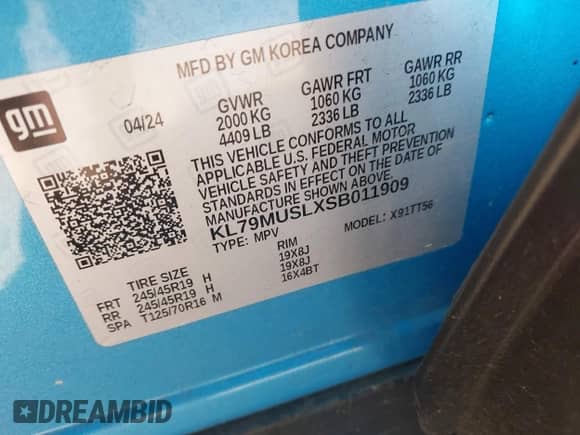 MFD BY GM KOREA COMPANY
gm
04/24
GVWR GAWR FRT GAWR RR
2000 KG 1060 KG 1060 KG
4409 LB 2336 LB 2336 LB
THIS VEHICLE CONFORMS TO ALL
APPLICABLE U.S. FEDERAL MOTOR
VEHICLE SAFETY AND THEFT PREVENTION
STANDARDS IN EFFECT ON THE DATE OF
MANUFACTURE SHOWN ABOVE.
KL79MUSLXSB011909
TYPE: MPV MODEL: X91TT56
TIRE SIZE RIM
FRT 245/45R19 H 19X8J
RR 245/45R19 H 19X8J
SPA T125/70R16 M 16X4BT
DREAMBID